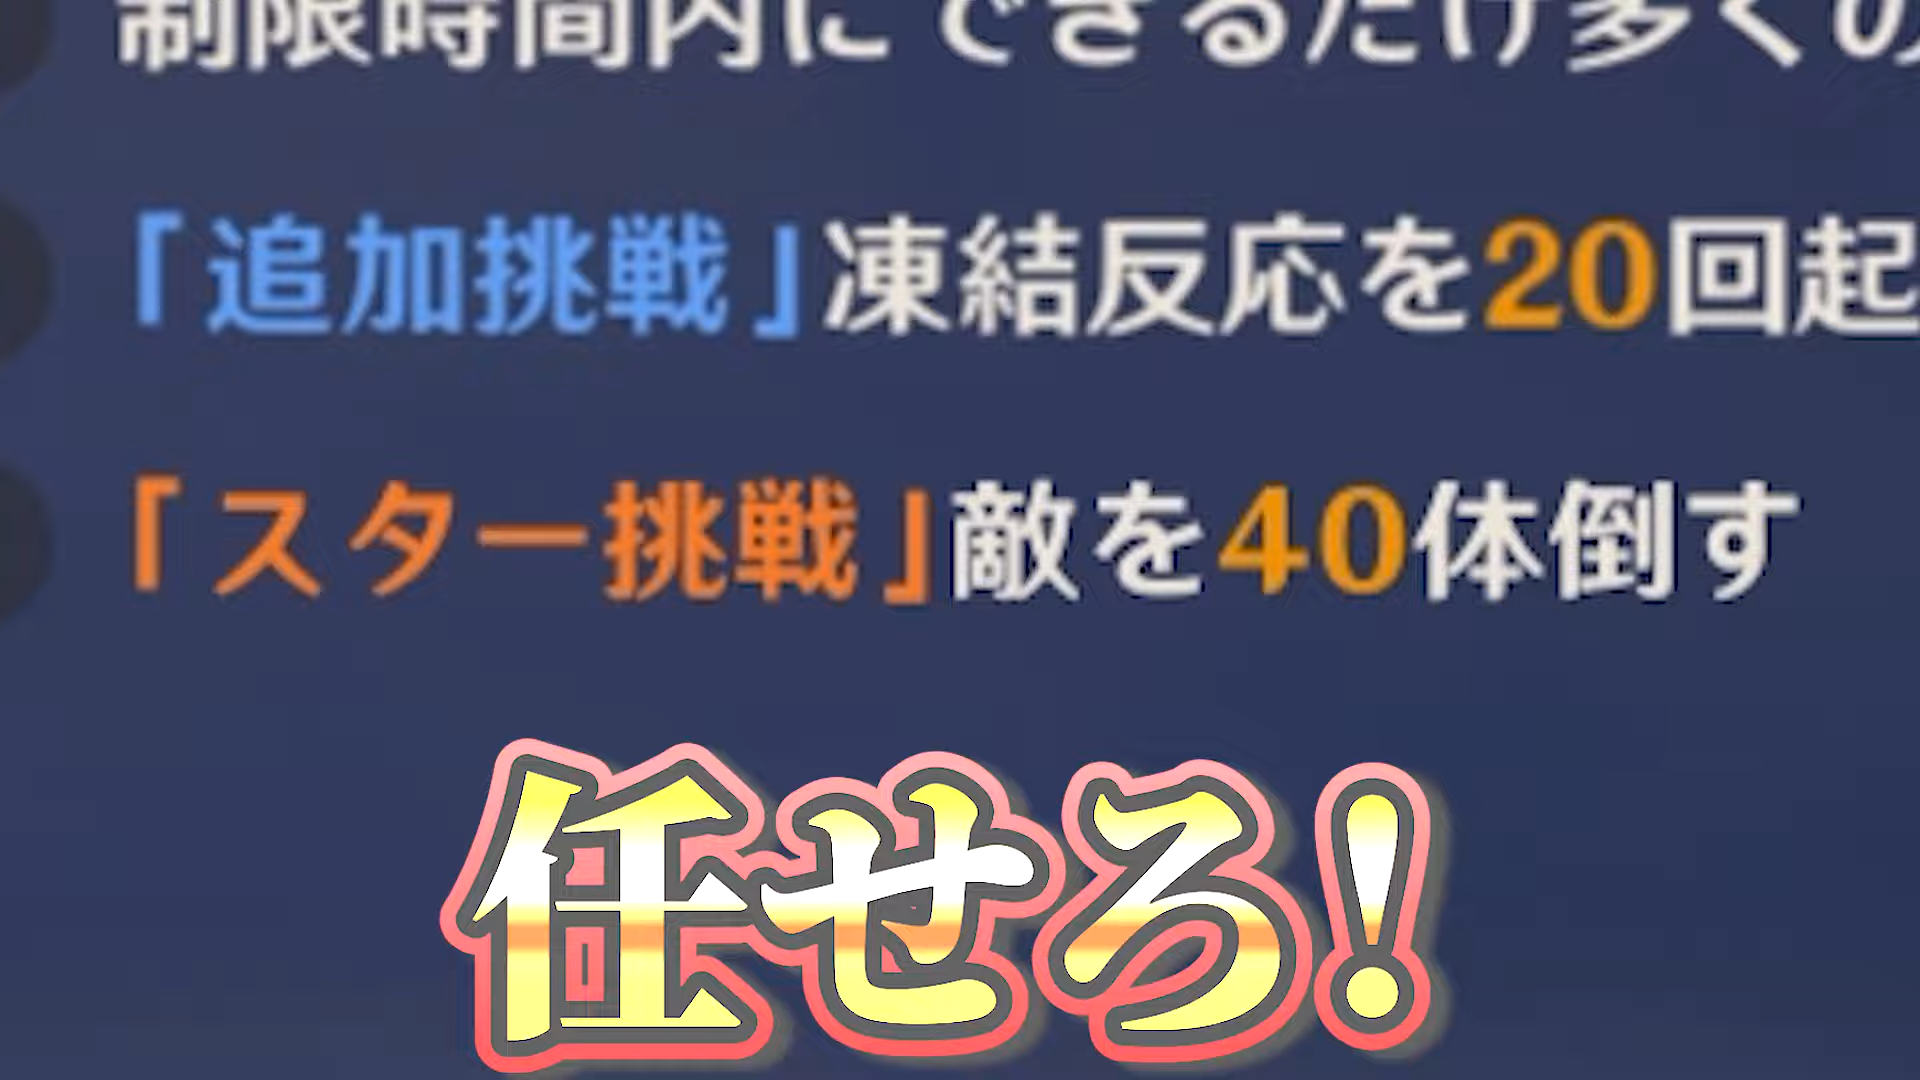 制限時間内にできるだけ多くの
「追加挑戦」凍結反応を20回起
「スター挑戦」敵を40体倒す
任せろ!